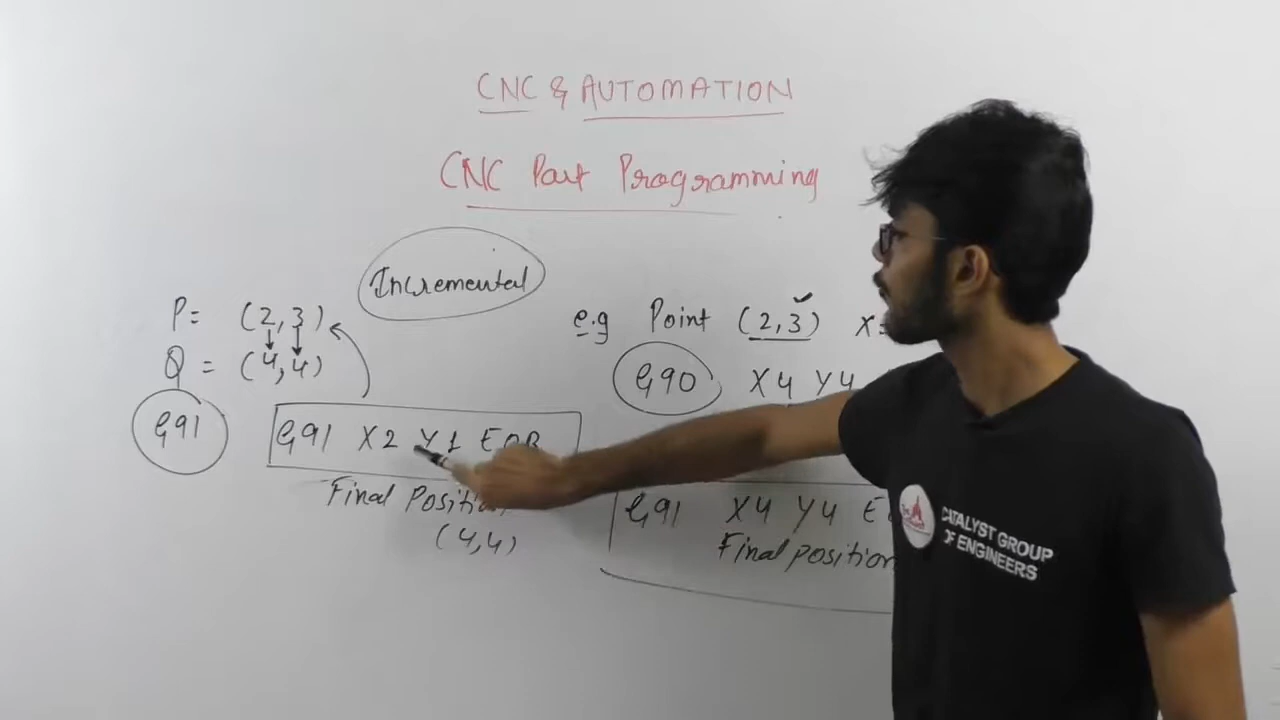 CNC & AUTOMATION
CNC Part Programming
Incremental
P= (2,3)
Q = (4,4)
G91
G91 X2 Y1 EOB
Final Position
(4,4)
e.g Point (2,3) X=
G90 X4 Y4
G91 X4 Y4
Final position
CATALYST GROUP
OF ENGINEERS